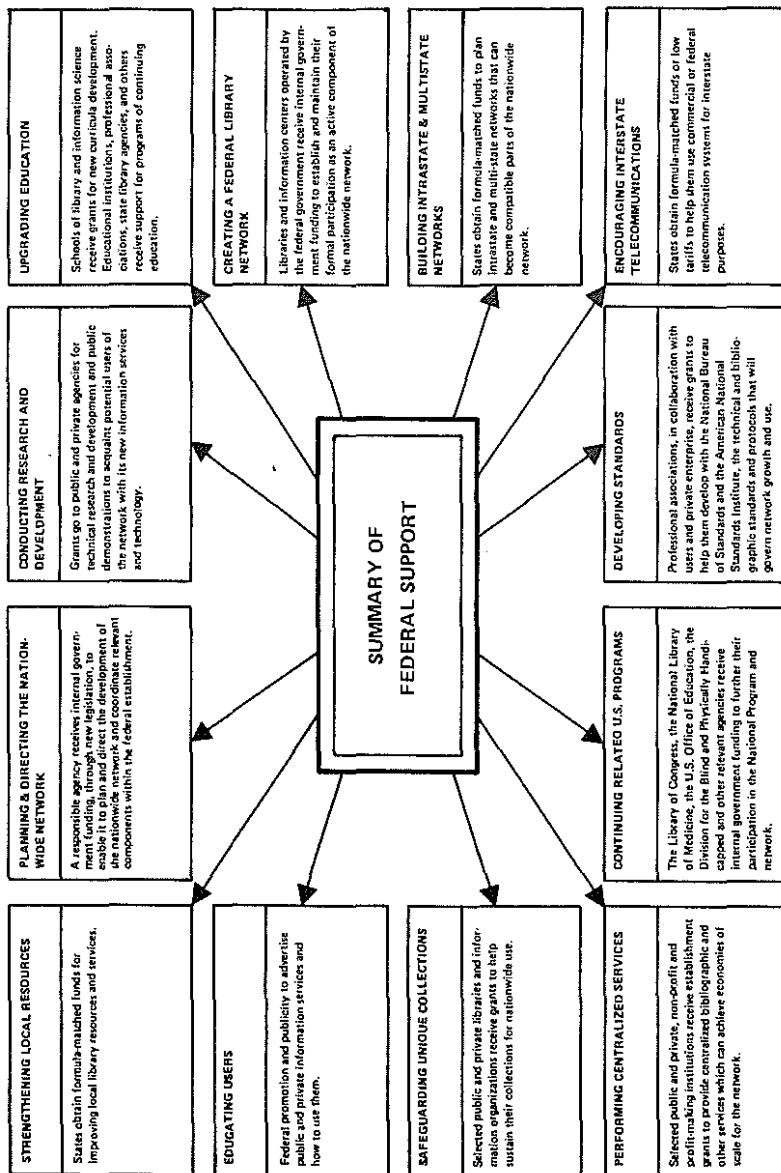 STRENGTHENING LOCAL RESOURCES
States obtain formula-matched funds for
improving local library resources and services.
PLANNING & DIRECTING THE NATION-
WIDE NETWORK
A responsible agency receives internal govern-
ment funding, through new legislation, to
enable it to plan and direct the development of
the nationwide network and coordinate relevant
components within the federal establishment.
CONDUCTING RESEARCH AND
DEVELOPMENT
Grants go to public and private agencies for
technical research and development and public
demonstrations to acquaint potential users of
the network with its new information services
and technology.
UPGRADING EDUCATION
Schools of library and information science
receive grants for new curricula development.
Educational institutions, professional asso-
ciations, state library agencies, and others
receive support for programs of continuing
education.
EDUCATING USERS
Federal promotion and publicity to advertise
public and private information services and
how to use them.
SUMMARY OF
FEDERAL SUPPORT
CREATING A FEDERAL LIBRARY
NETWORK
Libraries and information centers operated by
the federal government receive internal govern-
ment funding to establish and maintain their
formal participation as an active component of
the nationwide network.
SAFEGUARDING UNIQUE COLLECTIONS
Selected public and private libraries and infor-
mation organizations receive grants to help
sustain their collections for nationwide use.
BUILDING INTRASTATE & MULTISTATE
NETWORKS
States obtain formula-matched funds to plan
intrastate and multi-state networks that can
become compatible parts of the nationwide
network.
PERFORMING CENTRALIZED SERVICES
Selected public and private, non-profit and
profit-making institutions receive establishment
grants to provide centralized bibliographic and
other services which can achieve economies of
scale for the network.
CONTINUING RELATED U.S. PROGRAMS
The Library of Congress, the National Library
of Medicine, the U.S. Office of Education, the
Division for the Blind and Physically Handi-
capped and other relevant agencies receive
internal government funding to further their
participation in the National Program and
network.
DEVELOPING STANDARDS
Professional associations, in collaboration with
users and private enterprise, receive grants to
help them develop with the National Bureau
of Standards and the American National
Standards Institute, the technical and biblio-
graphic standards and protocols that will
govern network growth and use.
ENCOURAGING INTERSTATE
TELECOMMUNICATIONS
States obtain formula-matched funds or low
tariffs to help them use commercial or federal
telecommunication systems for interstate
purposes.